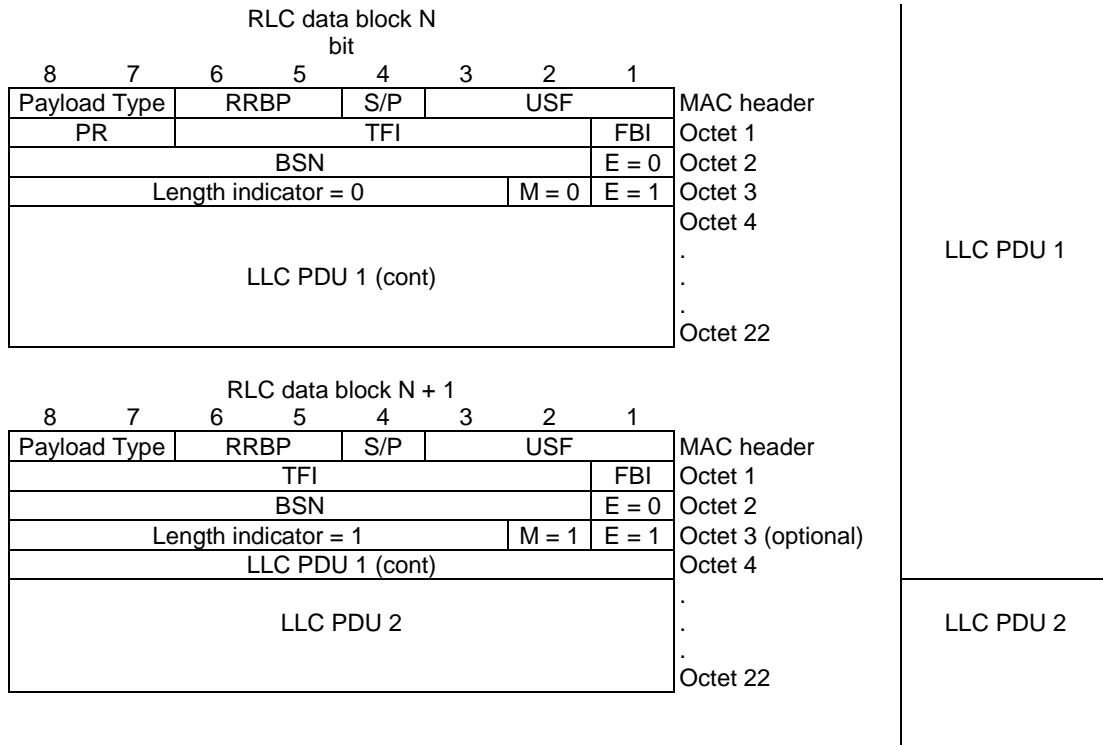 RLC data block N
bit
8 7 6 5 4 3 2 1
Payload Type RRBP S/P USF MAC header
PR TFI FBI Octet 1
BSN E = 0 Octet 2
Length indicator = 0 M = 0 E = 1 Octet 3
Octet 4
.
LLC PDU 1
LLC PDU 1 (cont)
.
.
Octet 22
RLC data block N + 1
8 7 6 5 4 3 2 1
Payload Type RRBP S/P USF MAC header
TFI FBI Octet 1
BSN E = 0 Octet 2
Length indicator = 1 M = 1 E = 1 Octet 3 (optional)
LLC PDU 1 (cont) Octet 4
.
LLC PDU 2 . LLC PDU 2
.
Octet 22